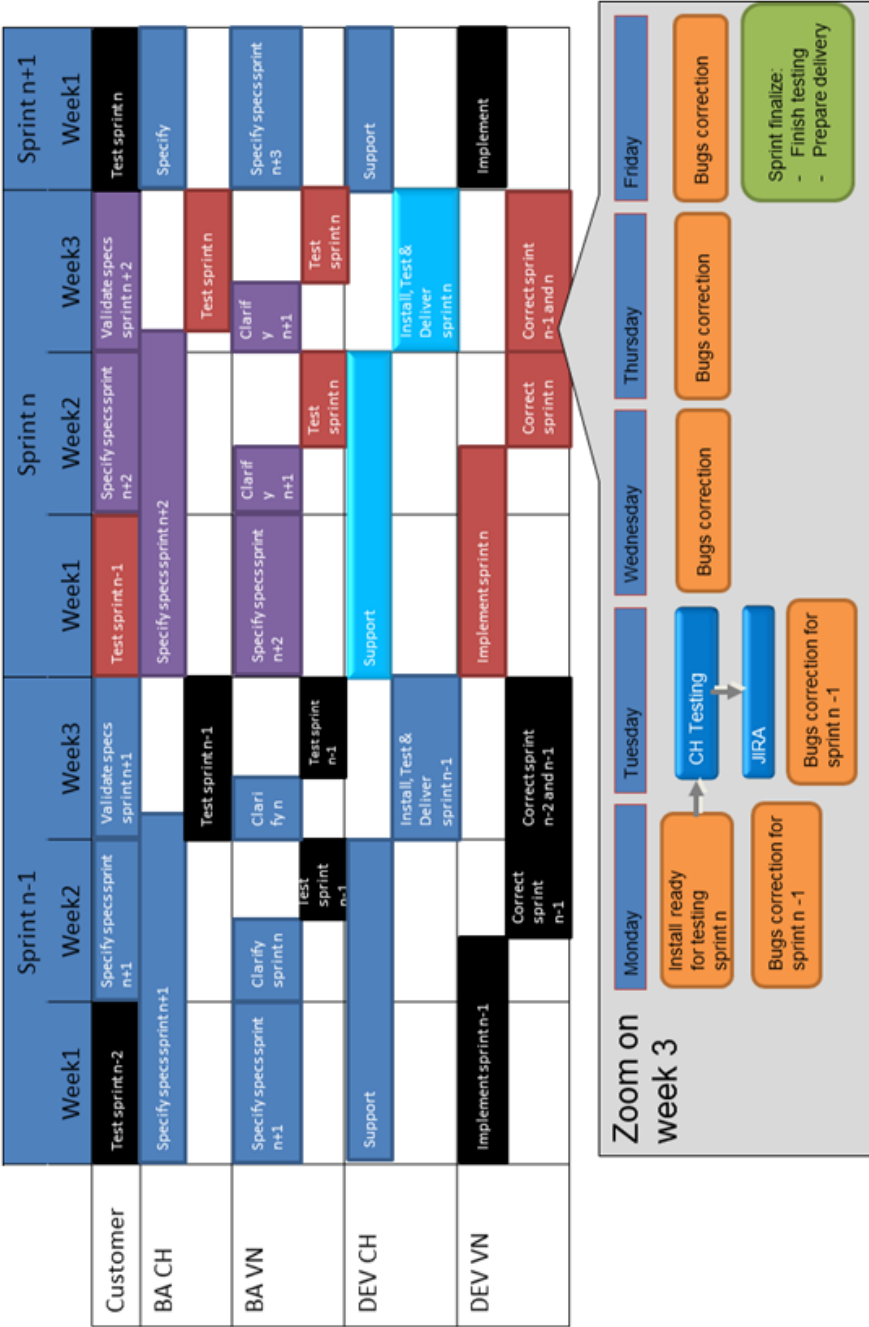 Sprint n-1
Sprint n
Sprint n+1
Week1
Week2
Week3
Week1
Week2
Week3
Week1
Customer
Test sprint n-2
Specify specs sprint
n+1
Validate specs
sprint n+1
Test sprint n-1
Specify specs sprint
n+2
Validate specs
sprint n + 2
Test sprint n
BA CH
Specify specs sprint n+1
Specify specs sprint n+2
Specify
Test sprint n-1
Test sprint n
BA VN
Specify specs sprint
n+1
Clarify
sprint n
Clari
fy n
Specify specs sprint
n+2
Clarif
y
n+1
Clarif
y
n+1
Specify specs sprint
n+3
Test
sprint
n-1
Test sprint
n-1
Test
sprint n
Test
sprint n
DEV CH
Support
Support
Support
Install, Test &
Deliver
sprint n-1
Install, Test &
Deliver
sprint n
DEV VN
Implement sprint n-1
Implement sprint n
Implement
Correct
sprint
n-1
Correct sprint
n-2 and n-1
Correct
sprint n
Correct sprint
n-1 and n
Zoom on
week 3
Monday
Tuesday
Wednesday
Thursday
Friday
Install ready
for testing
sprint n
CH Testing
Bugs correction
Bugs correction
Bugs correction
Bugs correction for
sprint n -1
JIRA
Bugs correction for
sprint n -1
Sprint finalize:
- Finish testing
- Prepare delivery